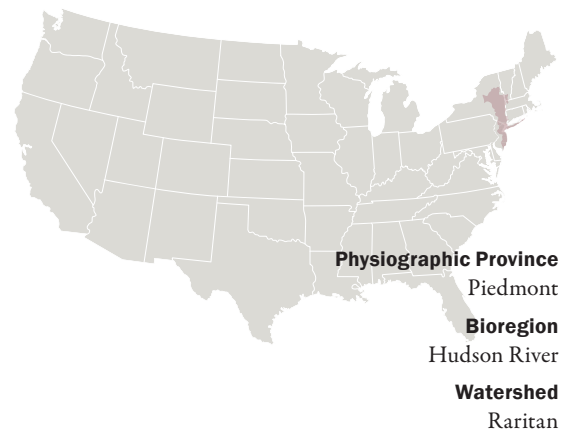 Physiographic Province
Piedmont
Bioregion
Hudson River
Watershed
Raritan